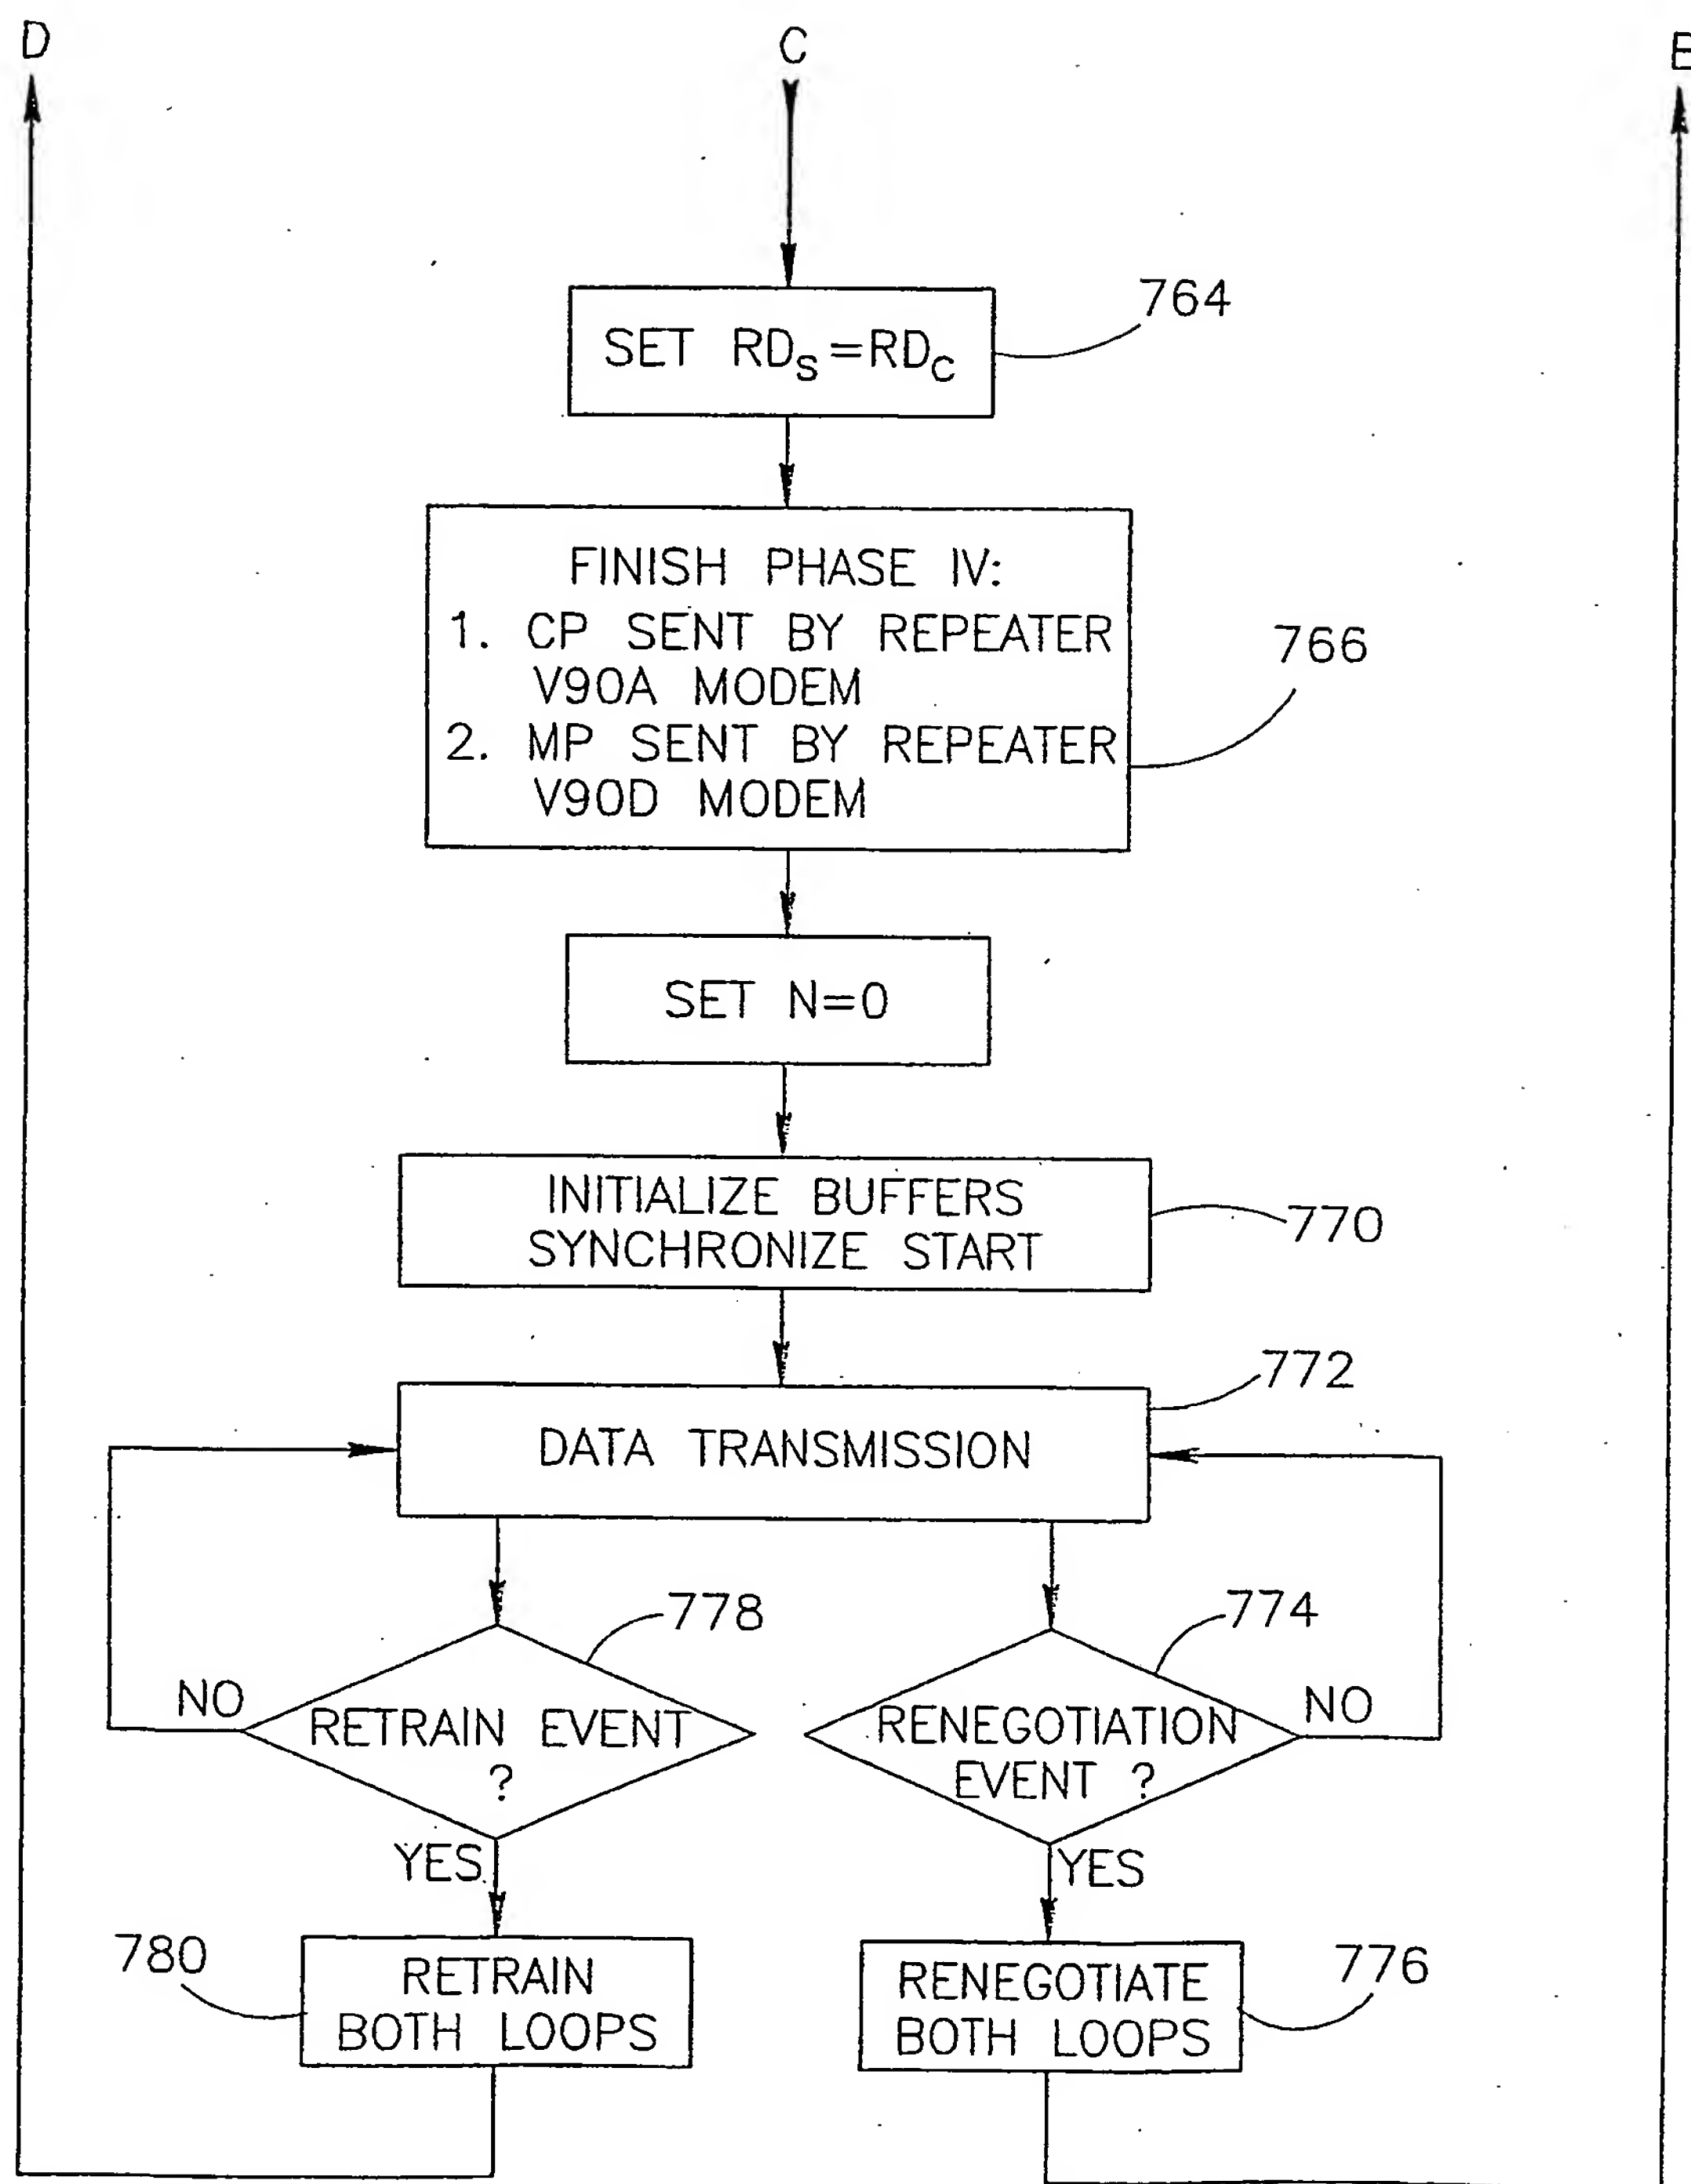 D
C
764
SET RDS=RDC
FINISH PHASE IV:
1. CP SENT BY REPEATER
V90A MODEM
2. MP SENT BY REPEATER
V90D MODEM
766
SET N=0
INITIALIZE BUFFERS
SYNCHRONIZE START
770
772
DATA TRANSMISSION
778
774
NO
RETRAIN EVENT
?
RENEGOTIATION
EVENT ?
NO
YES
YES
780
RETRAIN
BOTH LOOPS
RENEGOTIATE
BOTH LOOPS
776